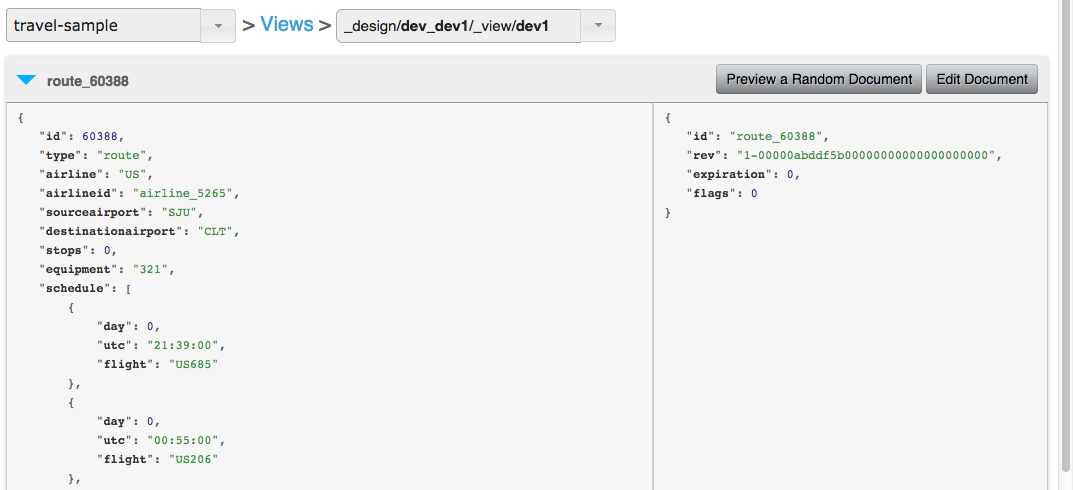 travel-sample > Views > _design/dev_dev1/_view/dev1
route_60388 Preview a Random Document Edit Document
{
"id": 60388,
"type": "route",
"airline": "US",
"airlineid": "airline_5265",
"sourceairport": "SJU",
"destinationairport": "CLT",
"stops": 0,
"equipment": "321",
"schedule": [
{
"day": 0,
"utc": "21:39:00",
"flight": "US685"
},
{
"day": 0,
"utc": "00:55:00",
"flight": "US206"
},
{
"id": "route_60388",
"rev": "1-00000abddf5b00000000000000000000",
"expiration": 0,
"flags": 0
}